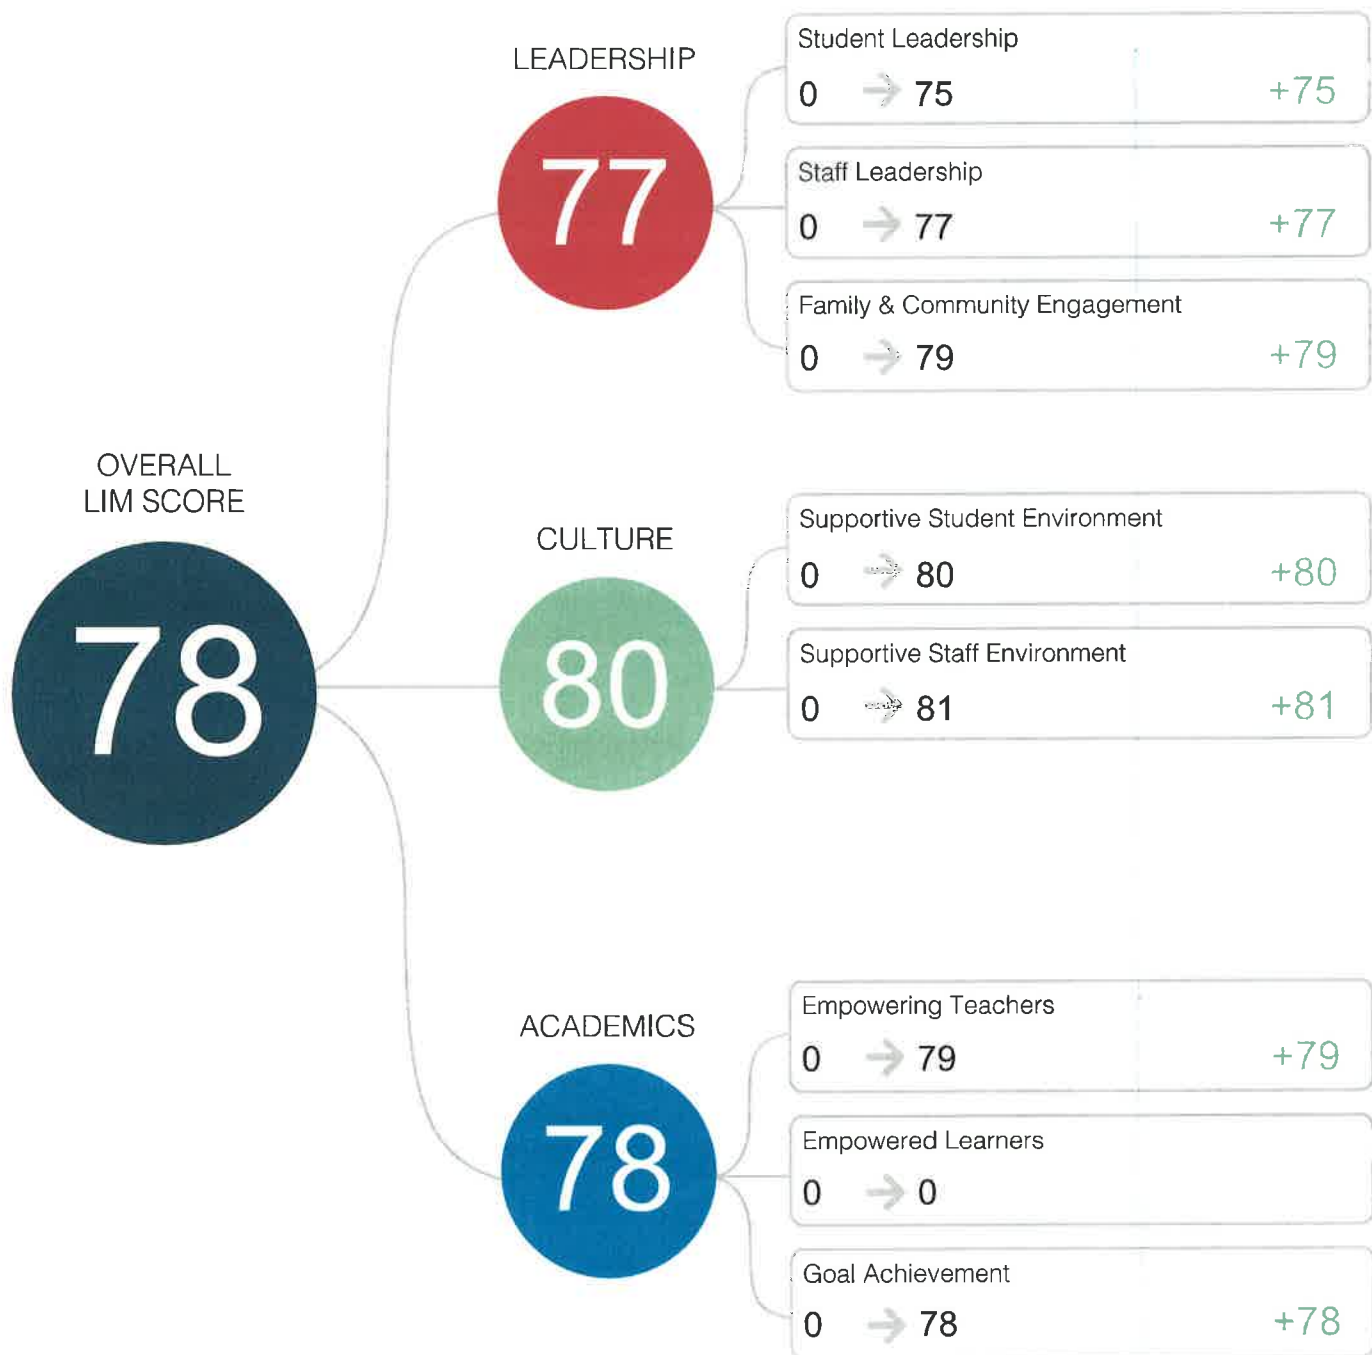 OVERALL
LIM SCORE
78
LEADERSHIP
77
Student Leadership
0 → 75 +75
Staff Leadership
0 → 77 +77
Family & Community Engagement
0 → 79 +79
CULTURE
80
Supportive Student Environment
0 → 80 +80
Supportive Staff Environment
0 → 81 +81
ACADEMICS
78
Empowering Teachers
0 → 79 +79
Empowered Learners
0 → 0
Goal Achievement
0 → 78 +78